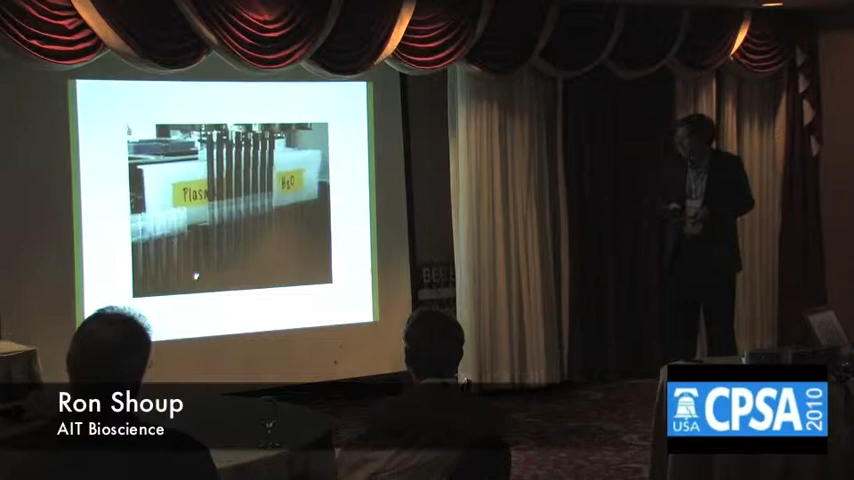 Plasm
H2O
Ron Shoup
AIT Bioscience
USA
CPSA
2010